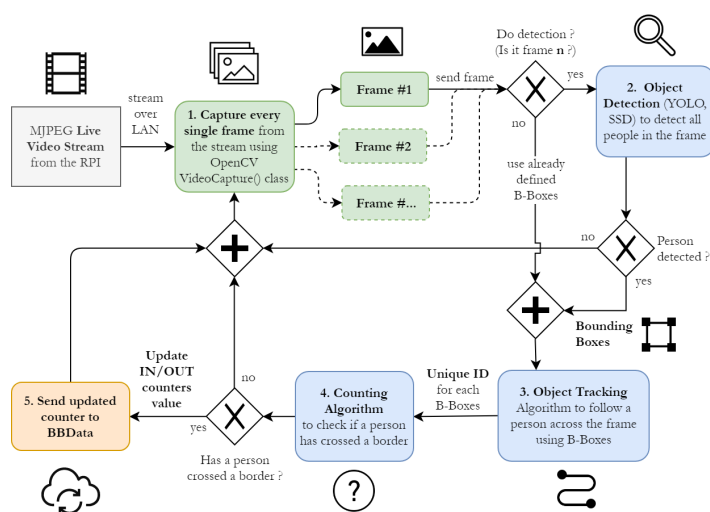 MJPEG Live
Video Stream
from the RPI
stream
over
LAN
1. Capture every
single frame from
the stream using
OpenCV
VideoCapture() class
Frame #1
Frame #2
Frame #...
send frame
Do detection ?
(Is it frame n ?)
yes
no
2. Object
Detection (YOLO,
SSD) to detect all
people in the frame
use already
defined
B-Boxes
no
Person
detected ?
yes
Bounding
Boxes
3. Object Tracking
Algorithm to follow a
person across the frame
using B-Boxes
Unique ID
for each
B-Boxes
4. Counting
Algorithm
to check if a person
has crossed a border
?
no
yes
Has a person
crossed a border ?
Update
IN/OUT
counters
value
5. Send updated
counter to
BBData